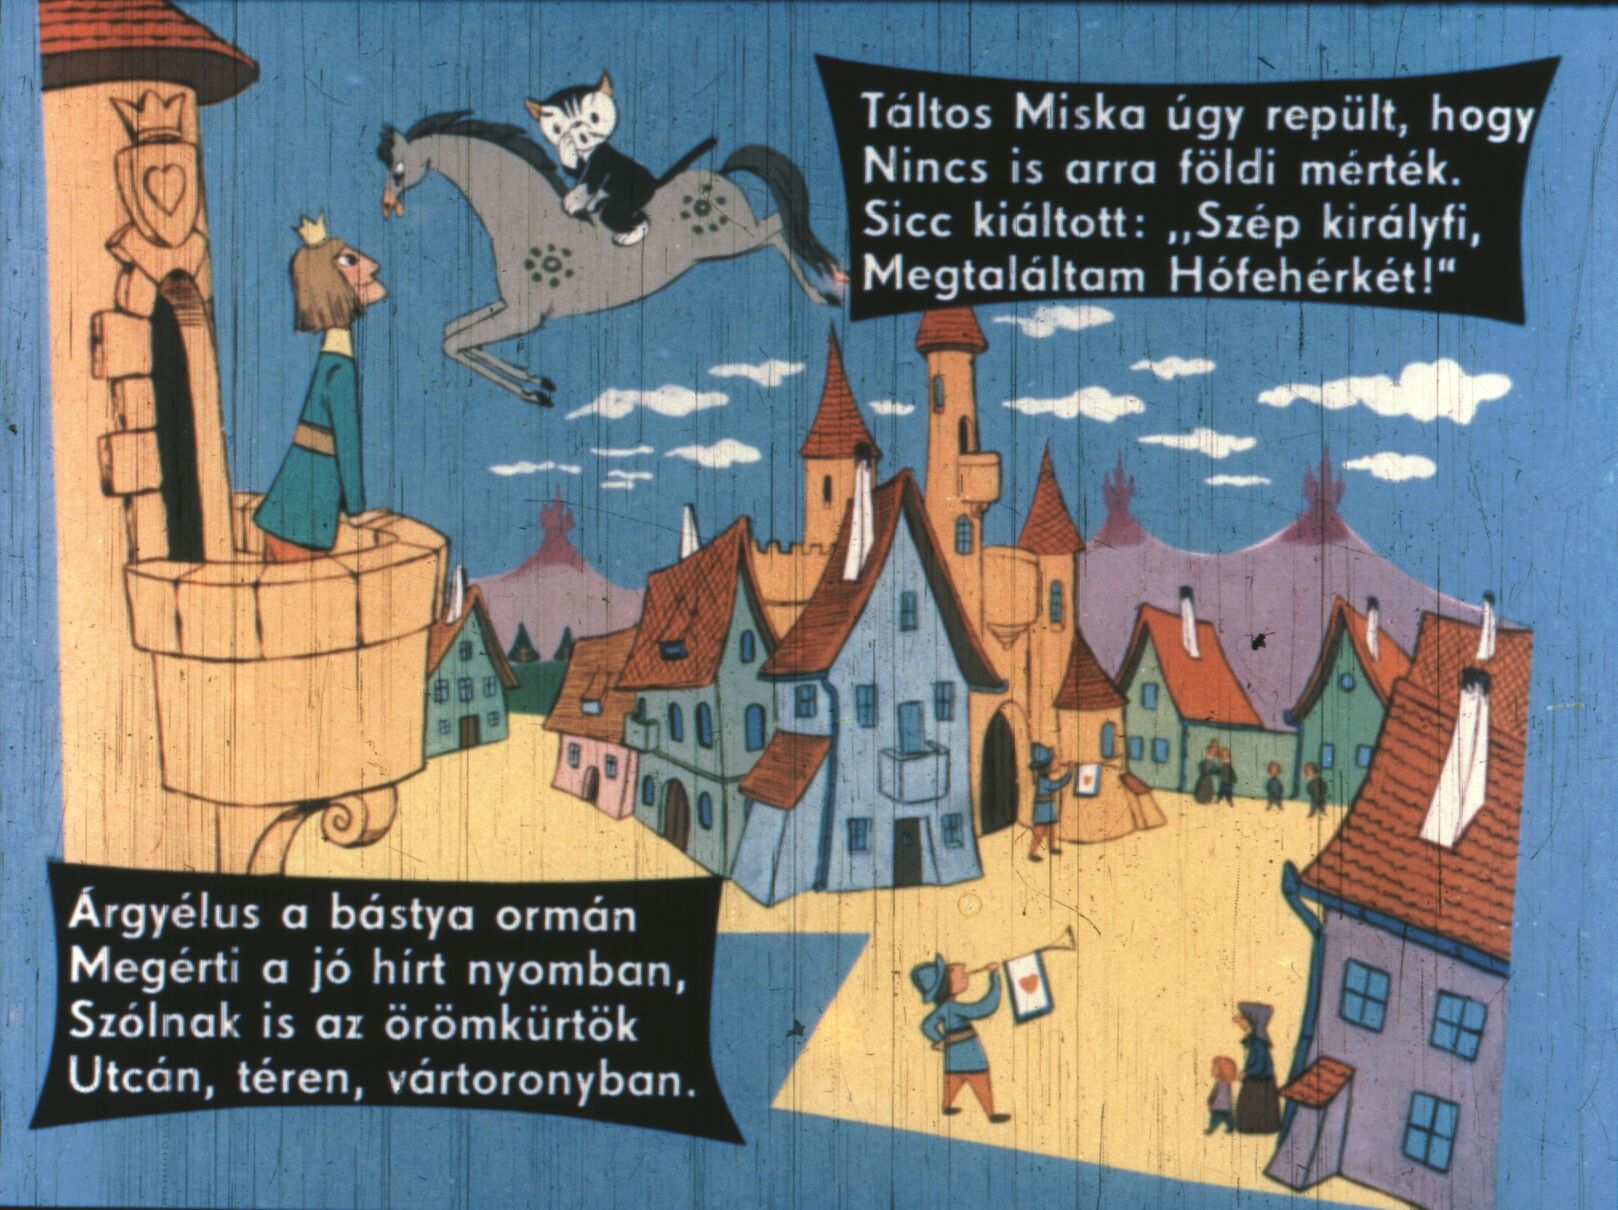 Táltos Miska úgy repült, hogy
Nincs is arra földi mérték.
Sicc kiáltott: „Szép királyfi,
Megtaláltam Hófehérkét!“
Árgyélus a bástya ormán
Megérti a jó hírt nyomban,
Szólnak is az örömkürtök
Utcán, téren, vártoronyban.